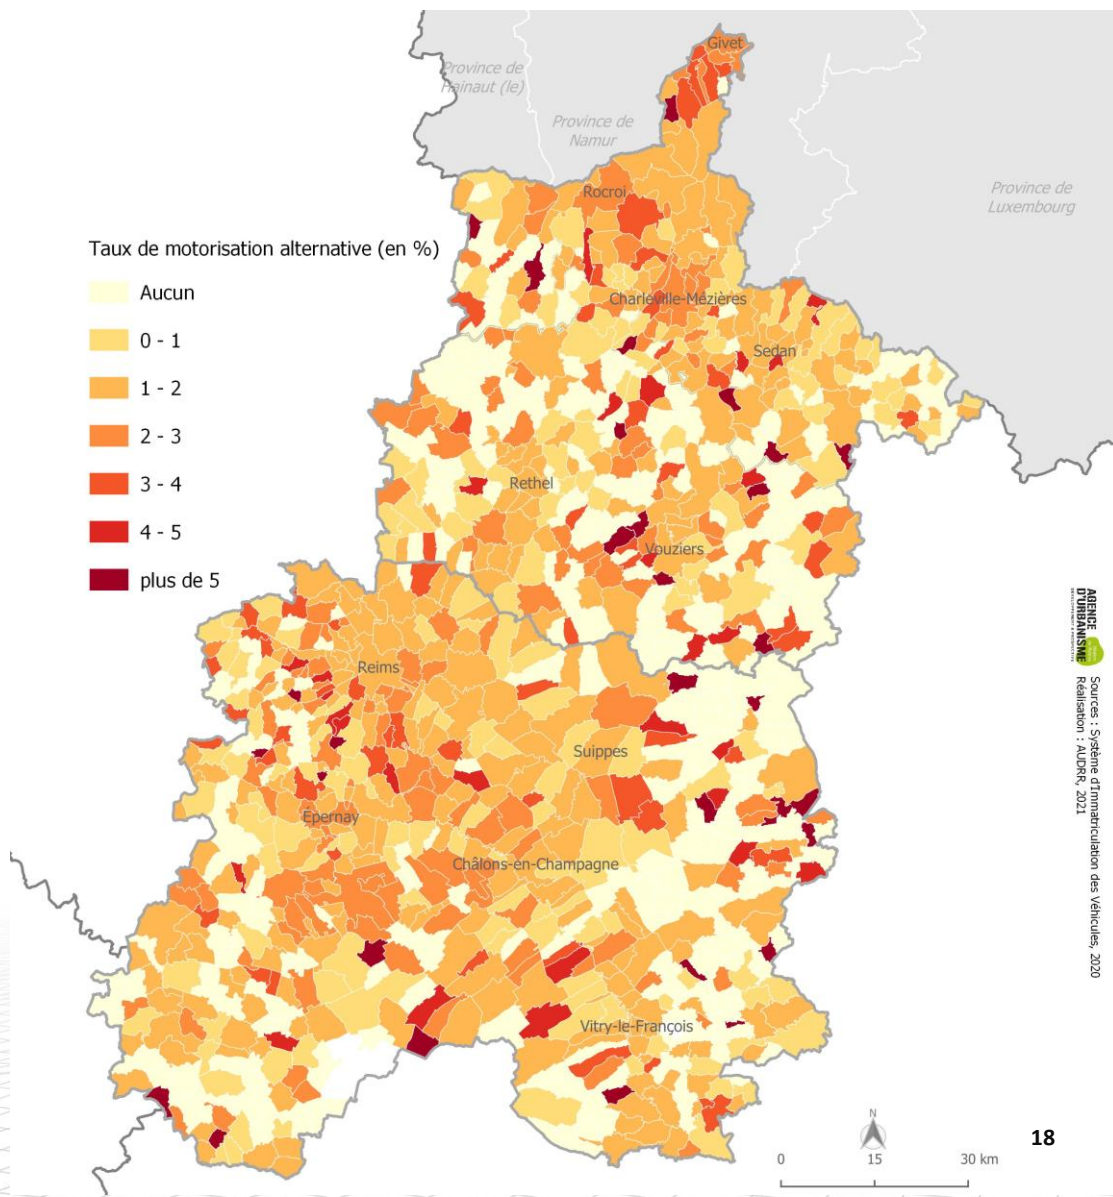 Givet
Province de
Hainaut (le)
Province de
Namur
Rocroi
Province de
Luxembourg
Taux de motorisation alternative (en %)
Aucun
0 - 1
1 - 2
2 - 3
3 - 4
4 - 5
plus de 5
Charleville-Mézières
Sedan
Rethel
Vouziers
Reims
Suippes
Épernay
Châlons-en-Champagne
Vitry-le-François
AGENCE
D'URBANISME
Sources : Système d'Immatriculation des Véhicules, 2020
Réalisation : AUDRR, 2021
N
18
0 15 30 km